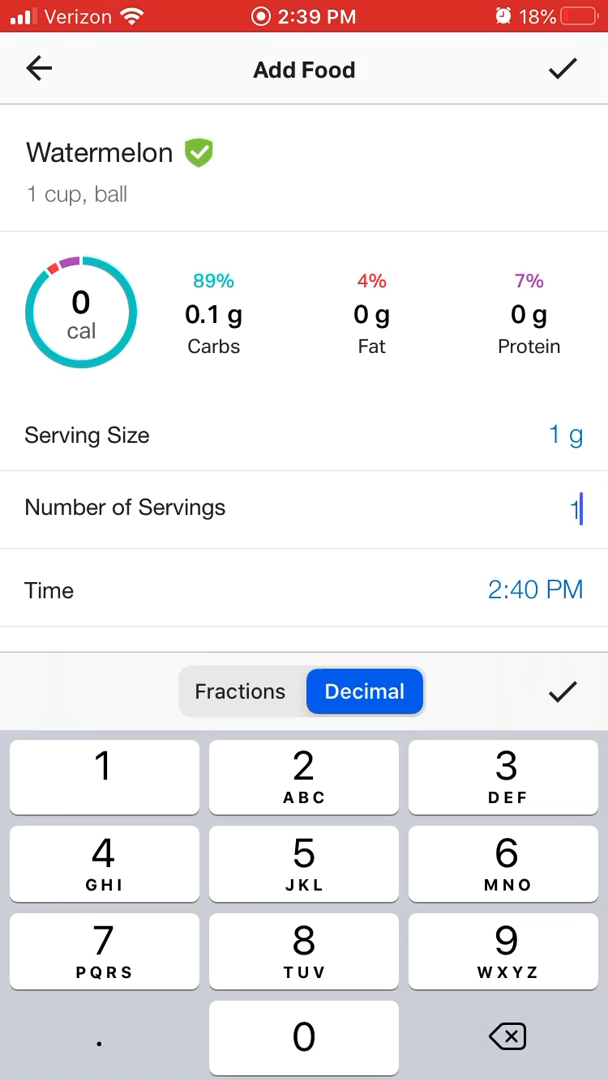 Verizon 2:39 PM 18%
Add Food
Watermelon
1 cup, ball
89% 4% 7%
0 0.1 g 0 g 0 g
cal Carbs Fat Protein
Serving Size 1 g
Number of Servings 1
Time 2:40 PM
Fractions Decimal
1 2 3
ABC DEF
4 5 6
GHI JKL MNO
7 8 9
PQRS TUV WXYZ
. 0